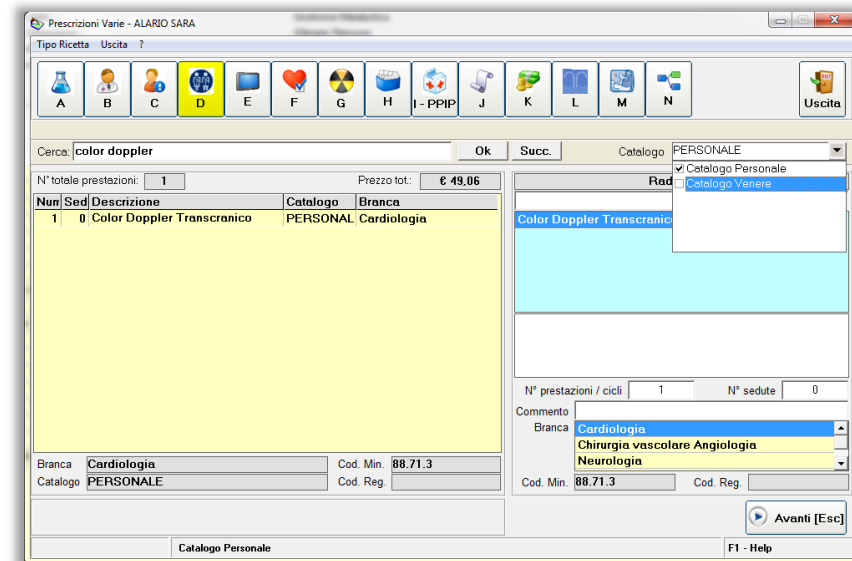 Prescrizioni Varie - ALARIO SARA
Tipo Ricetta Uscita ?
A B C D E F G H I - PPIP J K L M N Uscita
Cerca: color doppler Ok Succ. Catalogo PERSONALE
Catalogo Personale
Catalogo Venere
N° totale prestazioni: 1 Prezzo tot.: € 49,06 Rad
Num Sed Descrizione Catalogo Branca
1 0 Color Doppler Transcranico PERSONAL Cardiologia
Color Doppler Transcranico
N° prestazioni / cicli 1 N° sedute 0
Commento
Branca Cardiologia
Chirurgia vascolare Angiologia
Neurologia
Branca Cardiologia Cod. Min. 88.71.3
Catalogo PERSONALE Cod. Reg.
Cod. Min. 88.71.3 Cod. Reg.
Avanti [Esc]
Catalogo Personale F1 - Help